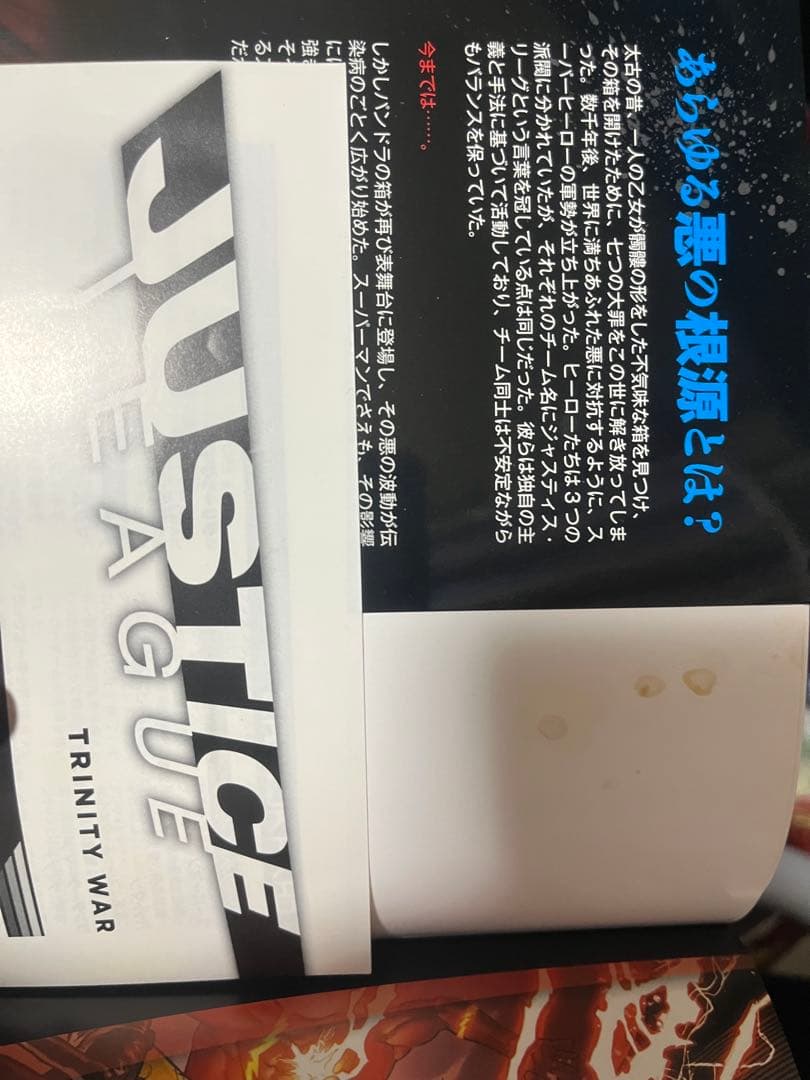 あらゆる悪の根源とは?
太古の昔、一人の乙女が髑髏の形をした不気味な箱を見つけ、
その箱を開けたために、七つの大罪をこの世に解き放ってしま
った。数千年後、世界に満ちあふれた悪に対抗するように、ス
ーパーヒーローの軍勢が立ち上がった。ヒーローたちは3つの
派閥に分かれていたが、それぞれのチーム名にジャスティス・
リーグという言葉を冠している点は同じだった。彼らは独自の主
義と手法に基づいて活動しており、チーム同士は不安定ながら
もバランスを保っていた。
今までは……。
しかしパンドラの箱が再び表舞台に登場し、その悪の波動が伝
染病のごとく広がり始めた。スーパーマンでさえも、その影響
に
強
そ
る
だ
JUSTICE
LEAGUE
TRINITY WAR